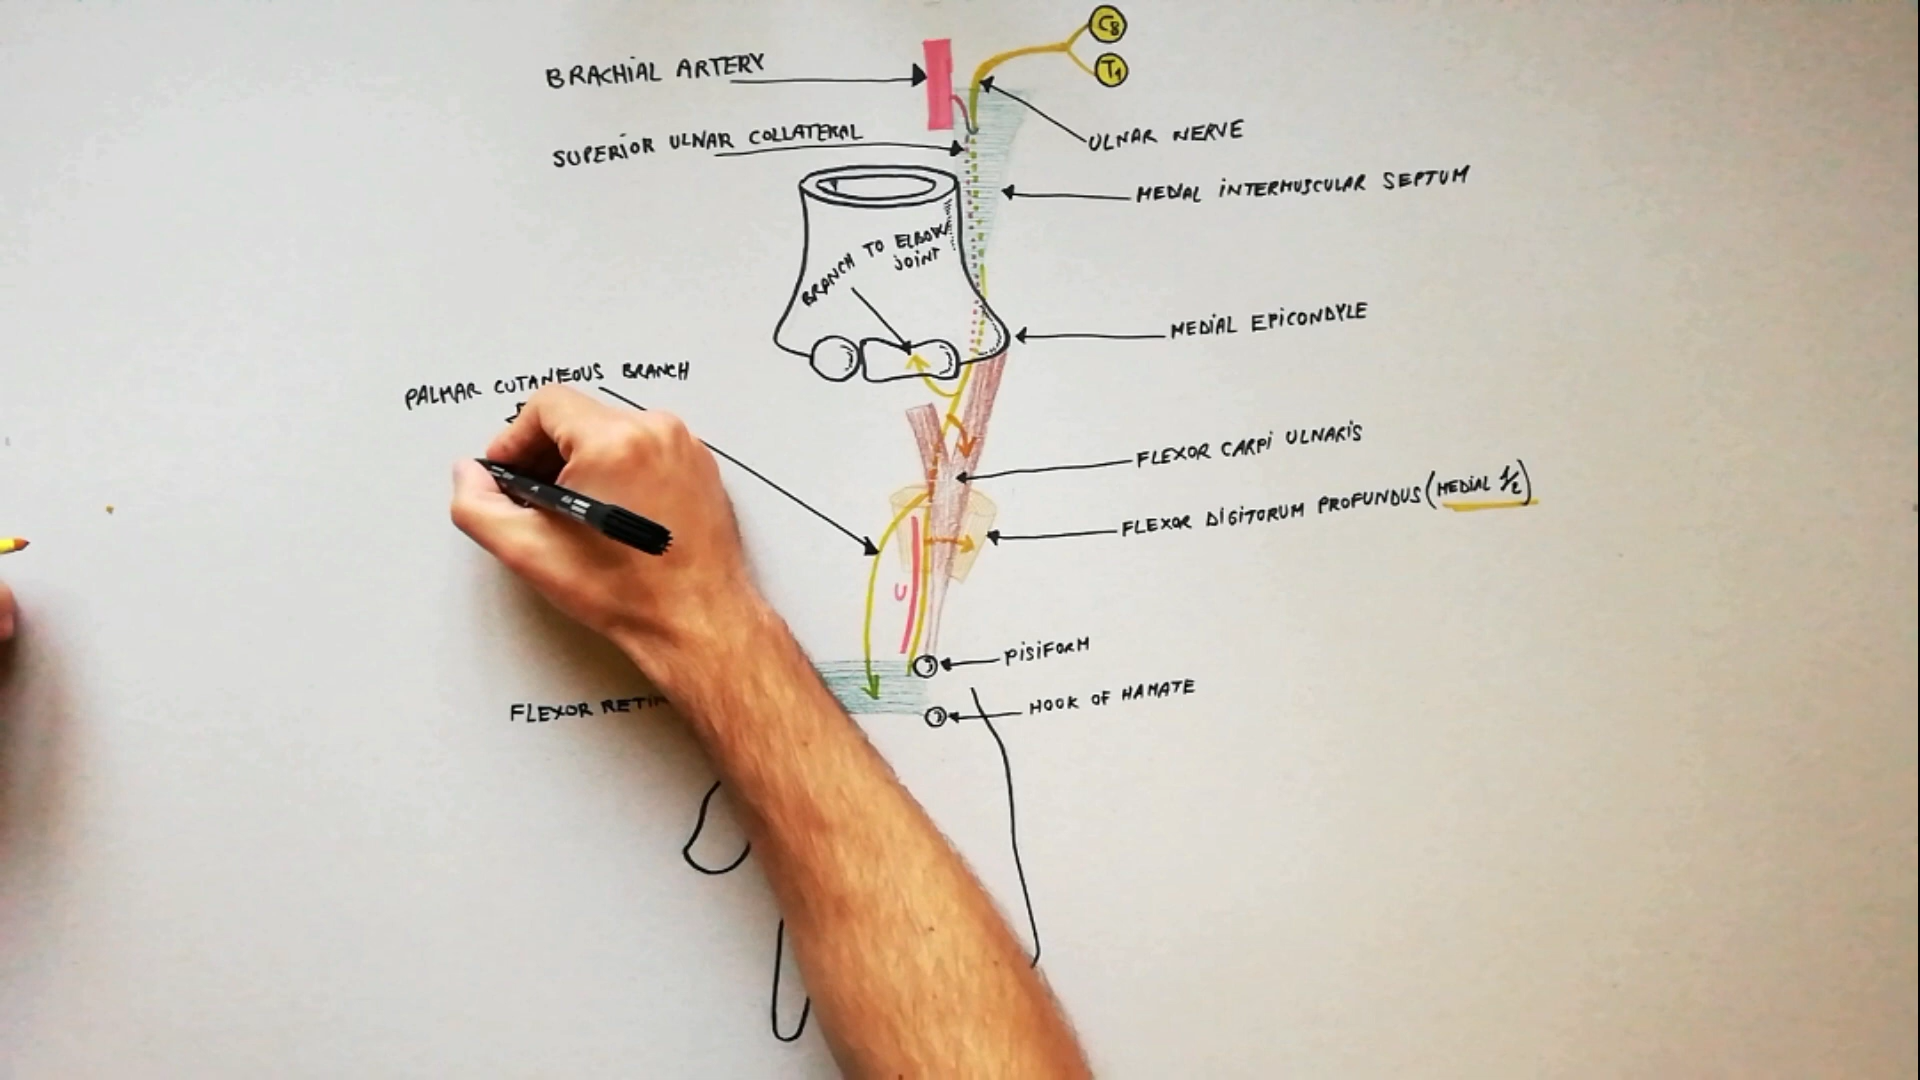 C8
BRACHIAL ARTERY
T1
ULNAR NERVE
SUPERIOR ULNAR COLLATERAL
MEDIAL INTERMUSCULAR SEPTUM
BRANCH TO ELBOW
JOINT
MEDIAL EPICONDYLE
PALMAR CUTANEOUS BRANCH
FLEXOR CARPI ULNARIS
FLEXOR DIGITORUM PROFUNDUS (MEDIAL 1/2)
U
PISIFORM
HOOK OF HAMATE
FLEXOR